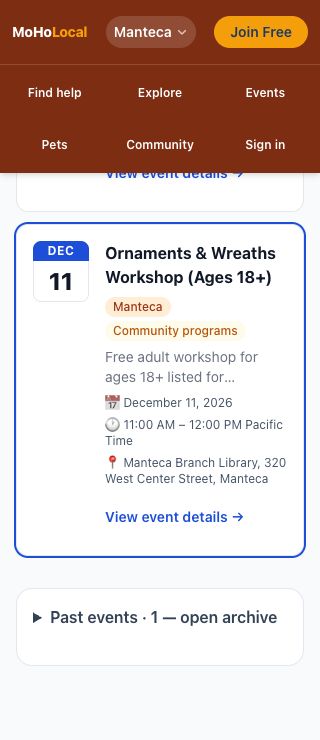 MoHoLocal
Manteca
Join Free
Find help
Explore
Events
Pets
Community
Sign in
View event details →
DEC
11
Ornaments & Wreaths
Workshop (Ages 18+)
Manteca
Community programs
Free adult workshop for
ages 18+ listed for...
📅 December 11, 2026
🕐 11:00 AM – 12:00 PM Pacific
Time
📍 Manteca Branch Library, 320
West Center Street, Manteca
View event details →
▶ Past events · 1 — open archive